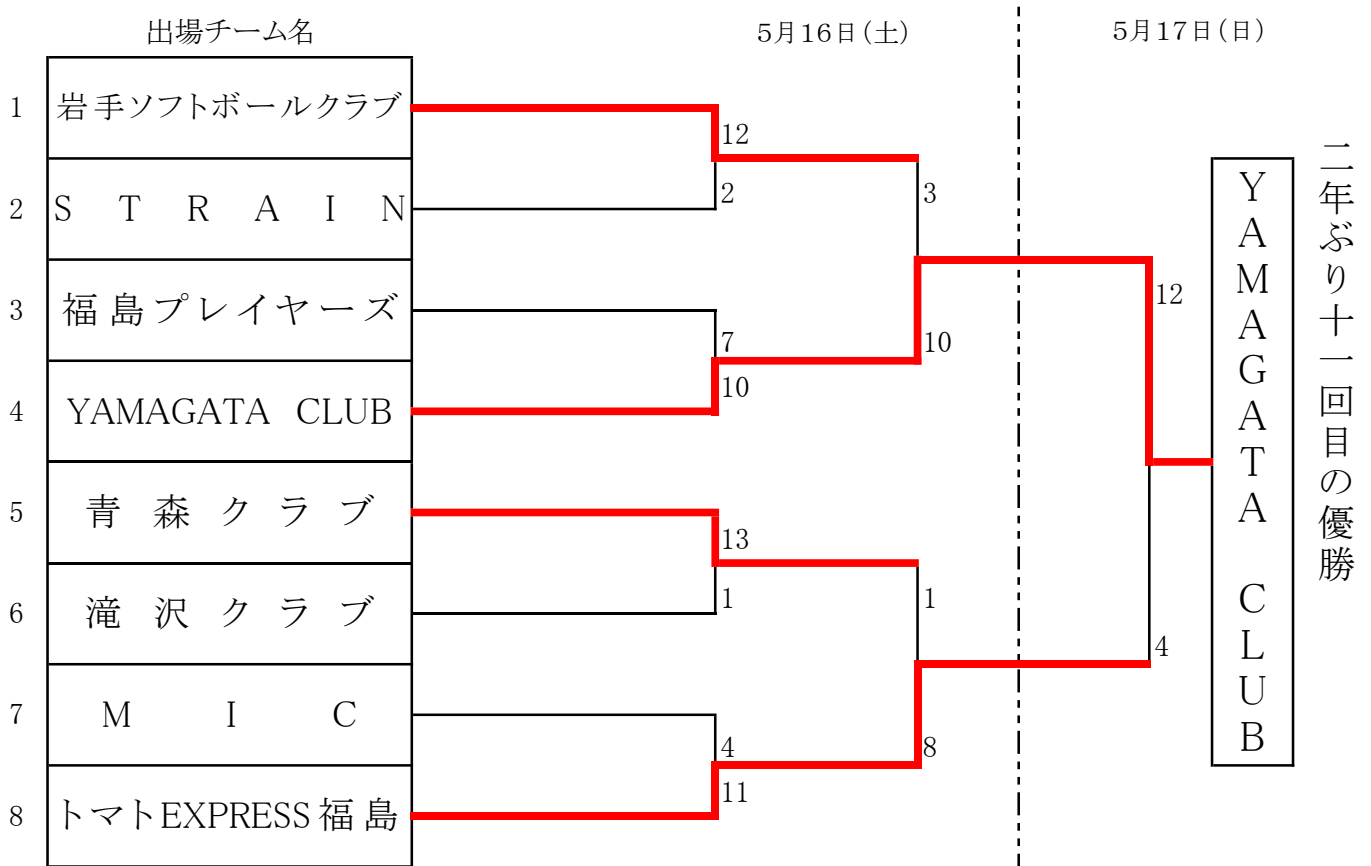 出場チーム名
5月16日(土)
5月17日(日)
1 岩手ソフトボールクラブ
12
2
2 STRAIN
3
3 福島プレイヤーズ
7
10
4 YAMAGATA CLUB
10
12
5 青森クラブ
13
1
6 滝沢クラブ
1
4
7 MIC
4
8
8 トマトEXPRESS福島
11
YAMAGATA CLUB
二年ぶり十一回目の優勝